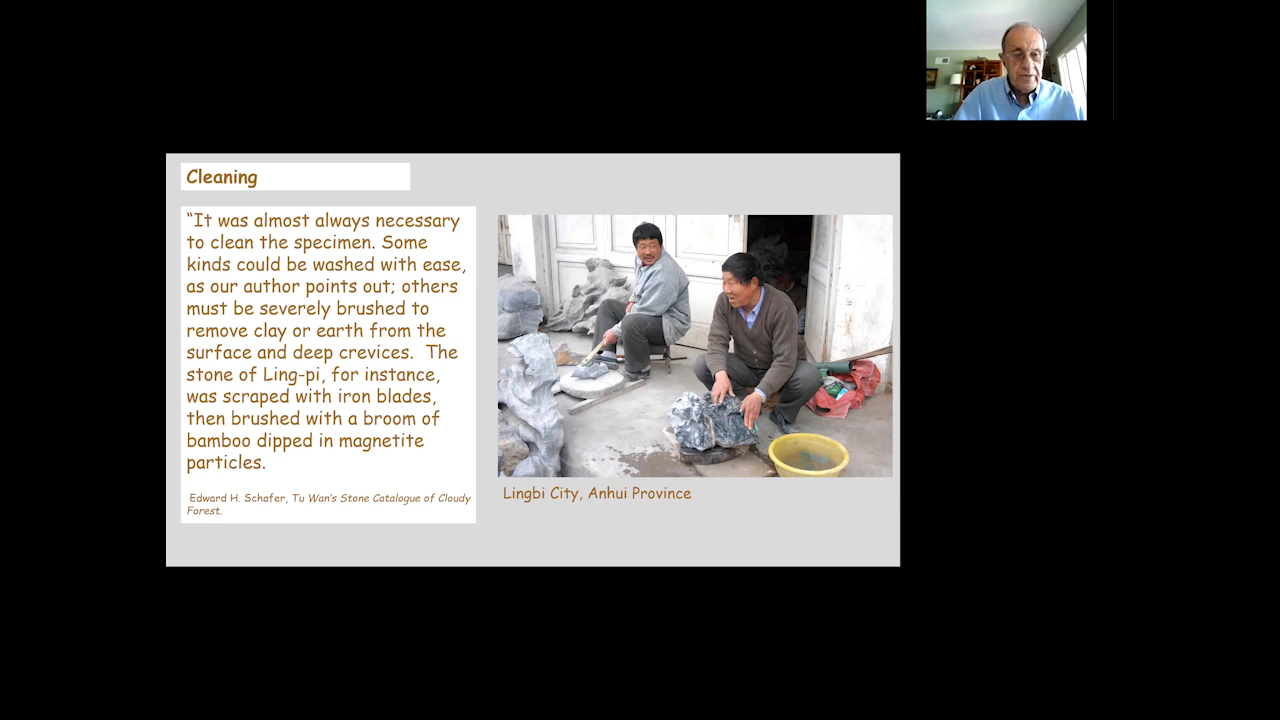 Cleaning
“It was almost always necessary
to clean the specimen. Some
kinds could be washed with ease,
as our author points out; others
must be severely brushed to
remove clay or earth from the
surface and deep crevices.  The
stone of Ling-pi, for instance,
was scraped with iron blades,
then brushed with a broom of
bamboo dipped in magnetite
particles.
Edward H. Schafer, Tu Wan’s Stone Catalogue of Cloudy
Forest.
Lingbi City, Anhui Province